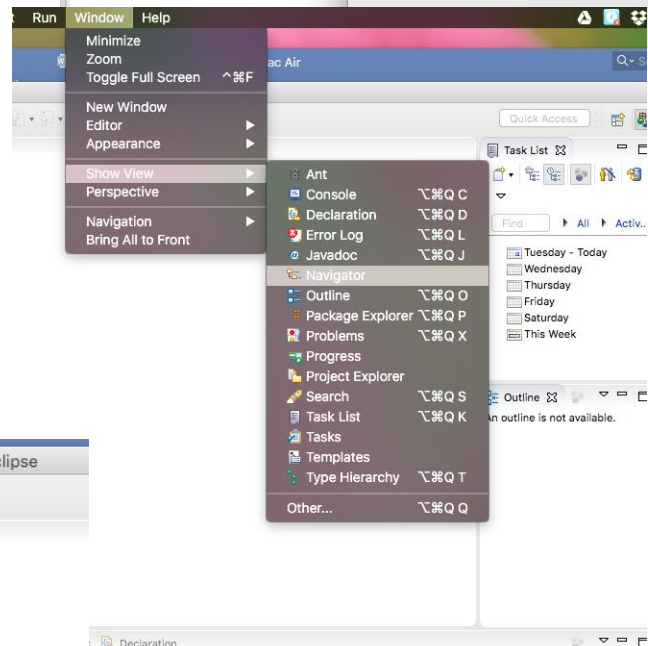 Run Window Help
Minimize
Zoom
Toggle Full Screen ^⌘F
ac Air
New Window
Editor
Appearance
Quick Access
Show View
Perspective
Navigation
Bring All to Front
Ant
Console ⌥⌘Q C
Declaration ⌥⌘Q D
Error Log ⌥⌘Q L
Javadoc ⌥⌘Q J
Navigator
Outline ⌥⌘Q O
Package Explorer ⌥⌘Q P
Problems ⌥⌘Q X
Progress
Project Explorer
Search ⌥⌘Q S
Task List ⌥⌘Q K
Tasks
Templates
Type Hierarchy ⌥⌘Q T
Other... ⌥⌘Q Q
Task List
Find All Activ...
Tuesday - Today
Wednesday
Thursday
Friday
Saturday
This Week
Outline
An outline is not available.
clipse
Declaration